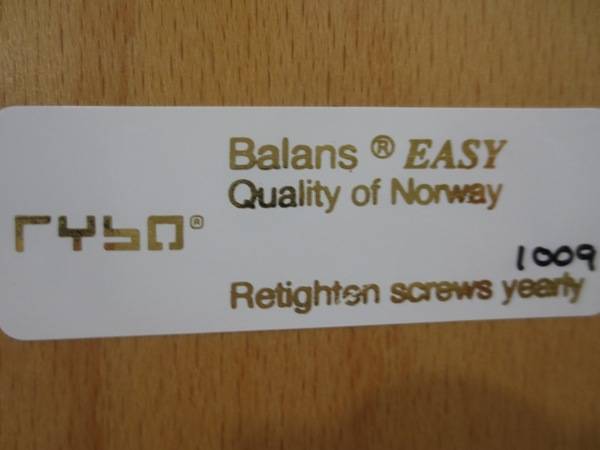 Balans ® EASY
Quality of Norway
rybo®
1009
Retighten screws yearly